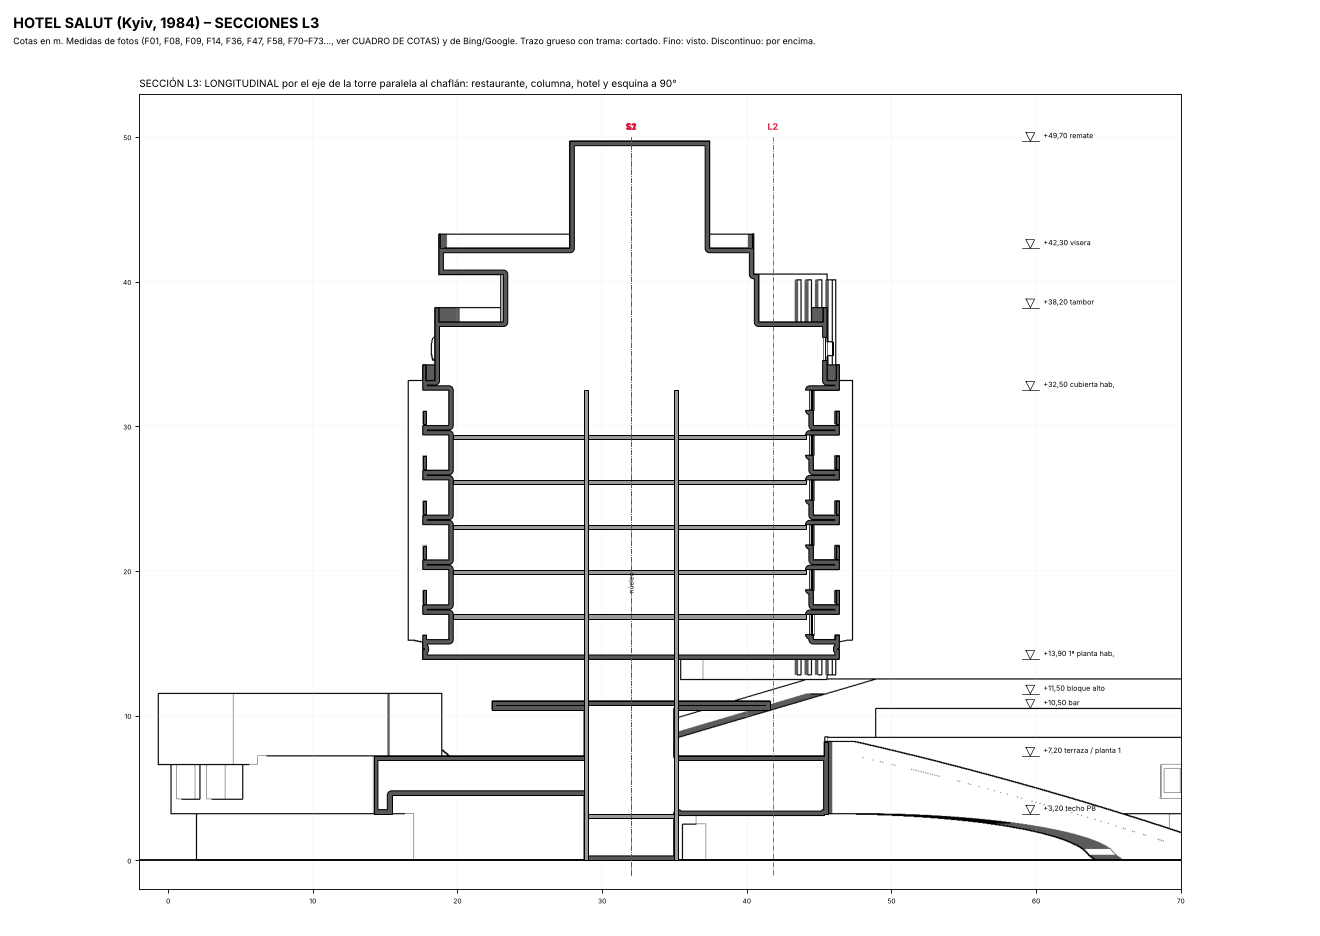 HOTEL SALUT (Kyiv, 1984) – SECCIONES L3
Cotas en m. Medidas de fotos (F01, F08, F09, F14, F36, F47, F58, F70–F73..., ver CUADRO DE COTAS) y de Bing/Google. Trazo grueso con trama: cortado. Fino: visto. Discontinuo: por encima.
SECCIÓN L3: LONGITUDINAL por el eje de la torre paralela al chaflán: restaurante, columna, hotel y esquina a 90°
L2
50
+49,70 remate
+42,30 visera
40
+38,20 tambor
+32,50 cubierta hab,
30
20
núcleo
+13,90 1ª planta hab,
+11,50 bloque alto
10
+10,50 bar
+7,20 terraza / planta 1
+3,20 techo PB
0
0 10 20 30 40 50 60 70